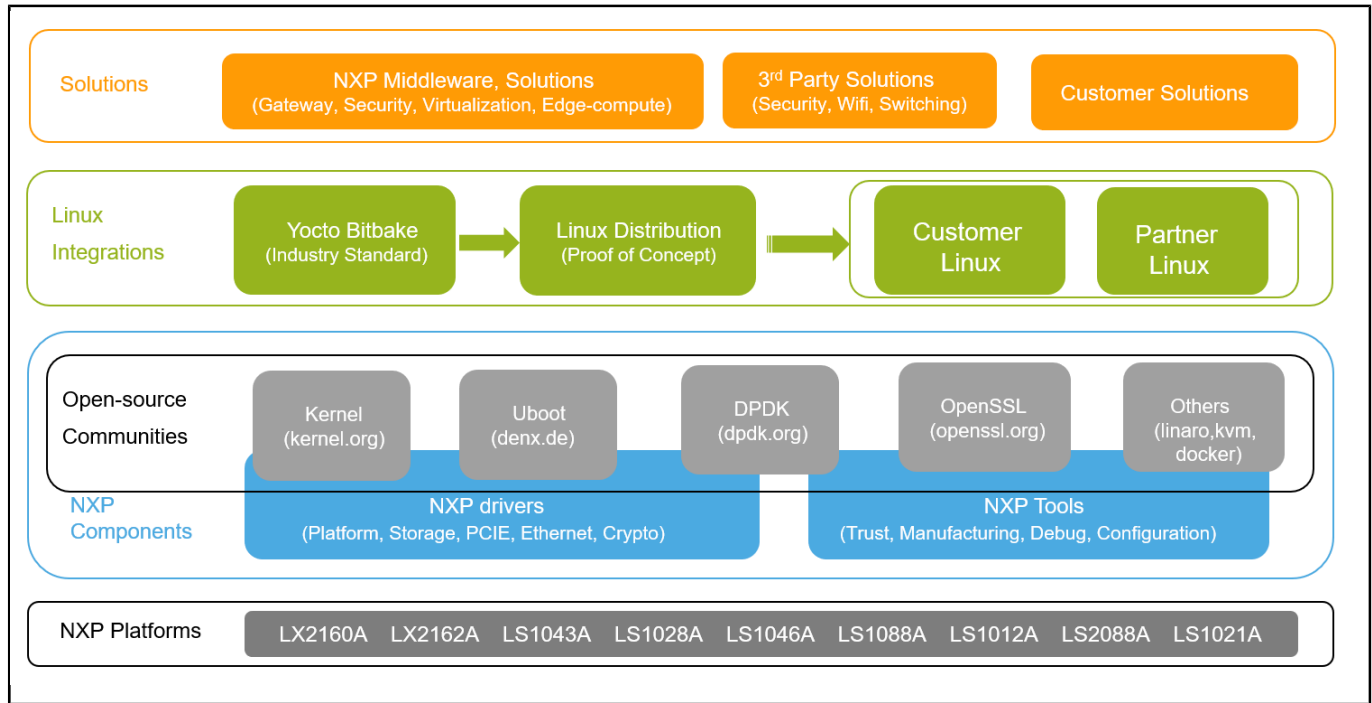 Solutions
NXP Middleware, Solutions
(Gateway, Security, Virtualization, Edge-compute)
3rd Party Solutions
(Security, Wifi, Switching)
Customer Solutions
Linux
Integrations
Yocto Bitbake
(Industry Standard)
Linux Distribution
(Proof of Concept)
Customer
Linux
Partner
Linux
Open-source
Communities
Kernel
(kernel.org)
Uboot
(denx.de)
DPDK
(dpdk.org)
OpenSSL
(openssl.org)
Others
(linaro,kvm,
docker)
NXP
Components
NXP drivers
(Platform, Storage, PCIE, Ethernet, Crypto)
NXP Tools
(Trust, Manufacturing, Debug, Configuration)
NXP Platforms
LX2160A LX2162A LS1043A LS1028A LS1046A LS1088A LS1012A LS2088A LS1021A